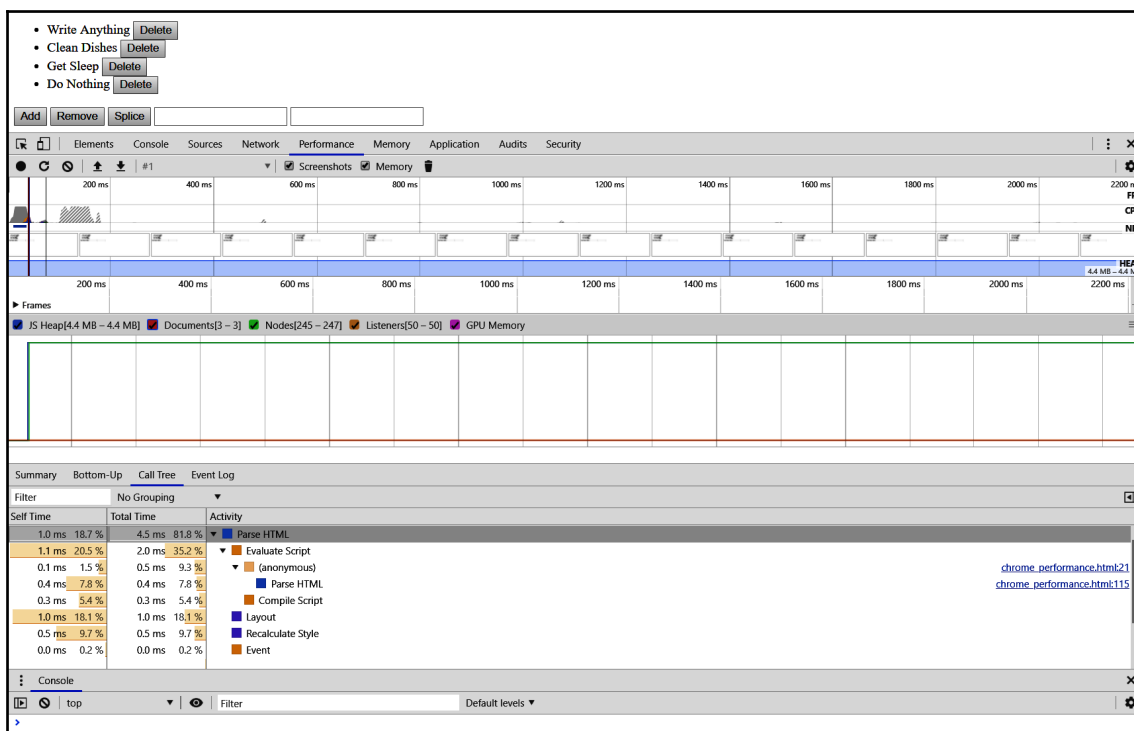 Write Anything Delete
Clean Dishes Delete
Get Sleep Delete
Do Nothing Delete
Add Remove Splice
Elements Console Sources Network Performance Memory Application Audits Security
#1 Screenshots Memory
200 ms 400 ms 600 ms 800 ms 1000 ms 1200 ms 1400 ms 1600 ms 1800 ms 2000 ms 2200 m
FP
CP
NE
HEA
4.4 MB – 4.4 M
200 ms 400 ms 600 ms 800 ms 1000 ms 1200 ms 1400 ms 1600 ms 1800 ms 2000 ms 2200 ms
Frames
JS Heap[4.4 MB – 4.4 MB] Documents[3 – 3] Nodes[245 – 247] Listeners[50 – 50] GPU Memory
Summary Bottom-Up Call Tree Event Log
Filter No Grouping
Self Time Total Time Activity
1.0 ms 18.7 % 4.5 ms 81.8 % Parse HTML
1.1 ms 20.5 % 2.0 ms 35.2 % Evaluate Script
0.1 ms 1.5 % 0.5 ms 9.3 % (anonymous) chrome_performance.html:21
0.4 ms 7.8 % 0.4 ms 7.8 % Parse HTML chrome_performance.html:115
0.3 ms 5.4 % 0.3 ms 5.4 % Compile Script
1.0 ms 18.1 % 1.0 ms 18.1 % Layout
0.5 ms 9.7 % 0.5 ms 9.7 % Recalculate Style
0.0 ms 0.2 % 0.0 ms 0.2 % Event
Console
top Filter Default levels